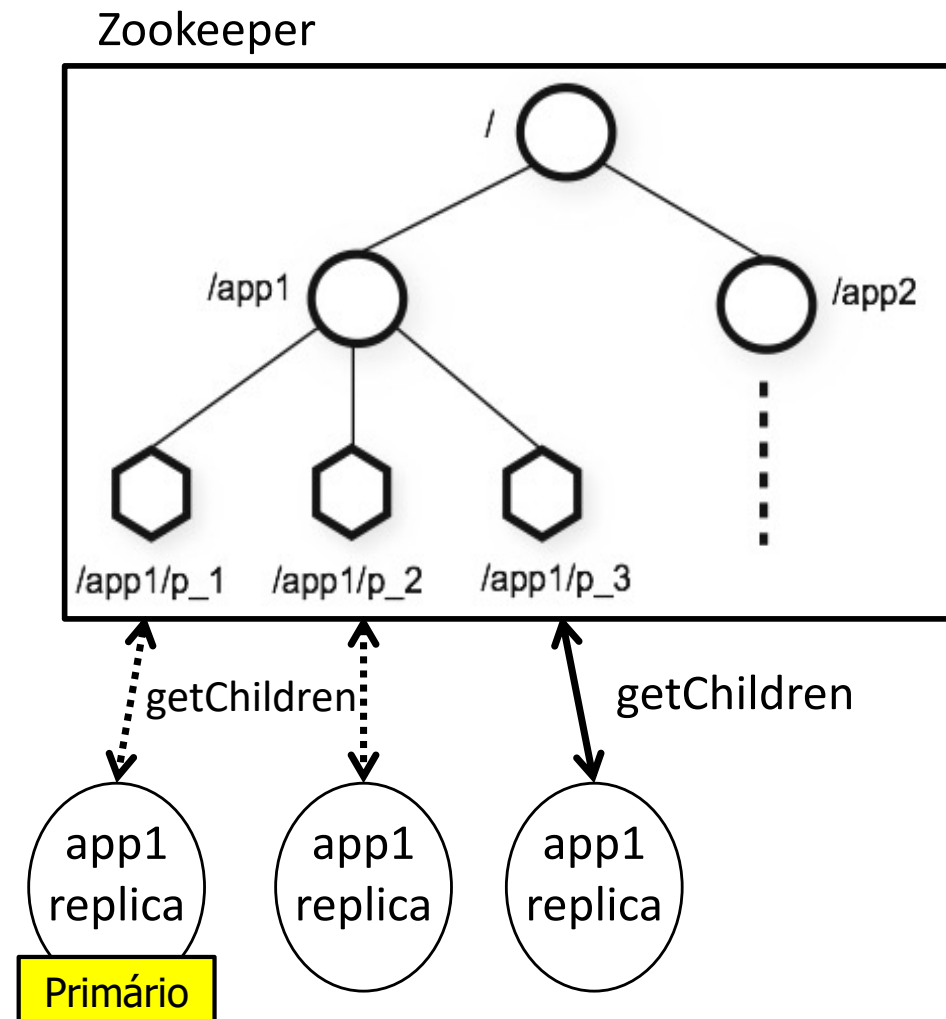 Zookeeper
/
/app1
/app2
/app1/p_1
/app1/p_2
/app1/p_3
getChildren
getChildren
app1
replica
app1
replica
app1
replica
Primário